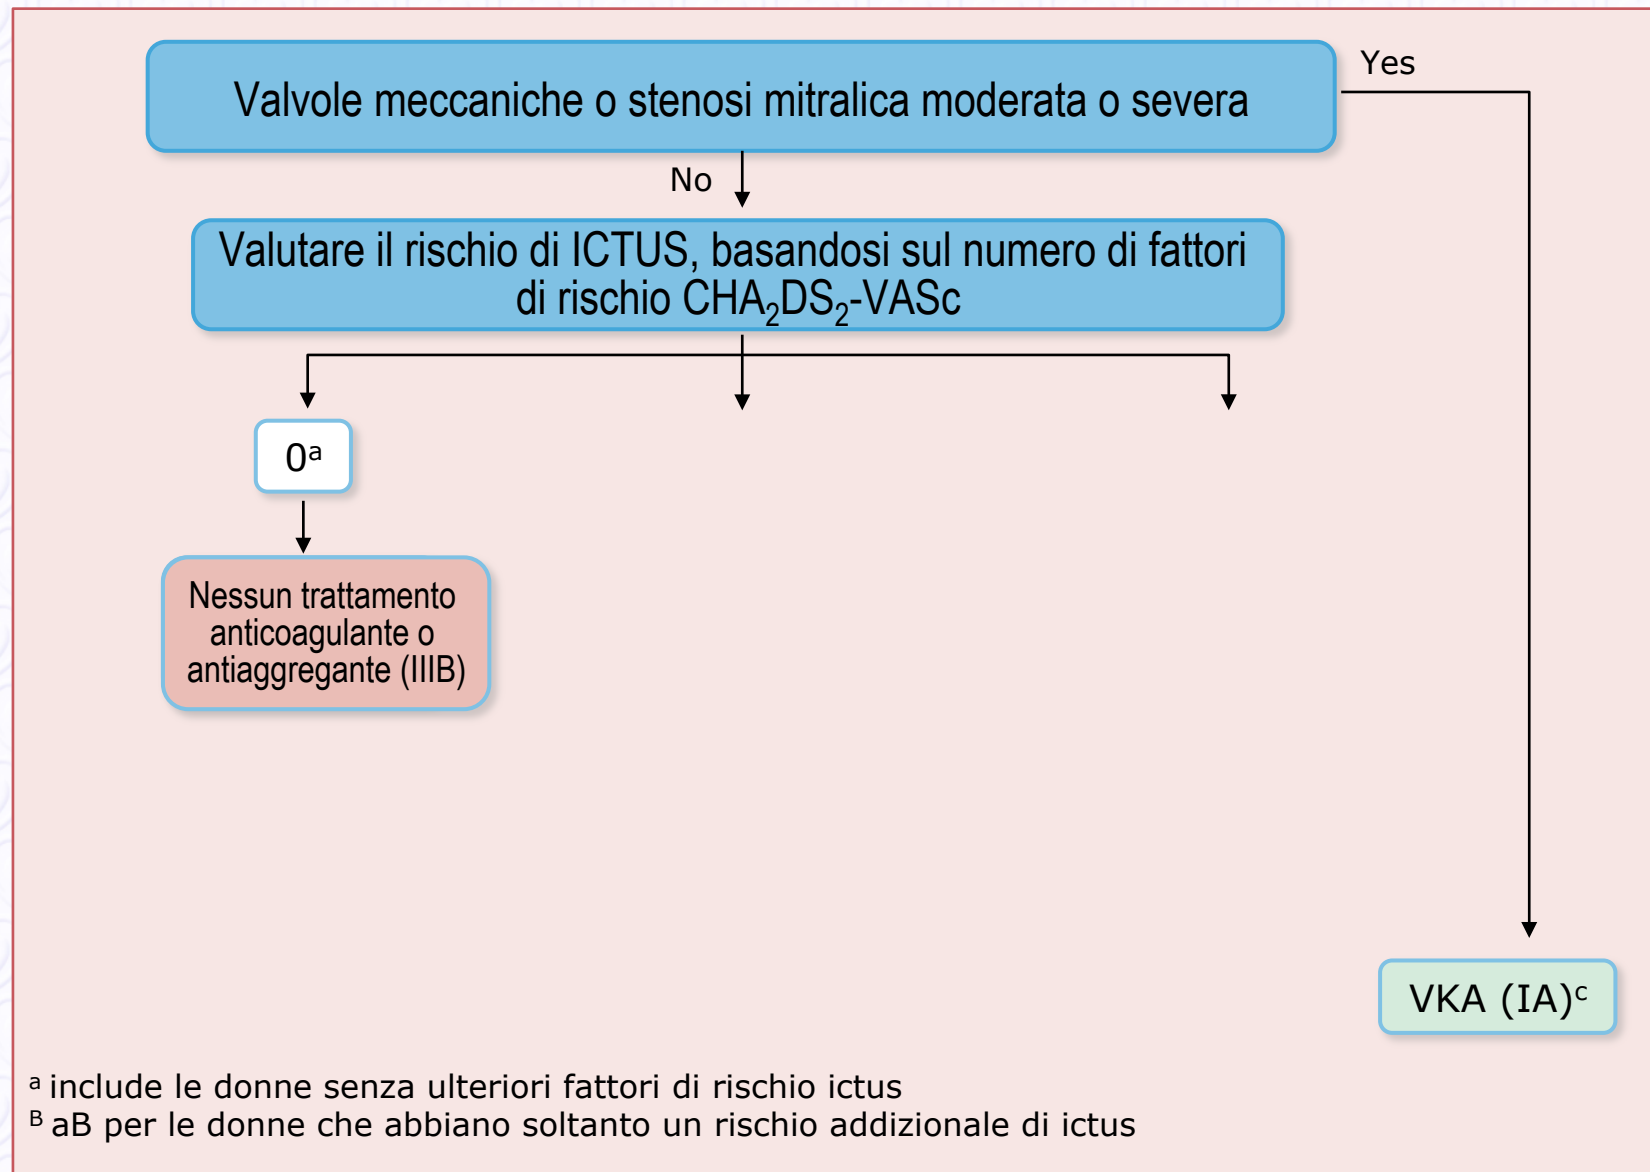 Valvole meccaniche o stenosi mitralica moderata o severa
Yes
No
Valutare il rischio di ICTUS, basandosi sul numero di fattori
di rischio CHA₂DS₂-VASc
0ᵃ
Nessun trattamento
anticoagulante o
antiaggregante (IIIB)
VKA (IA)ᶜ
ᵃ include le donne senza ulteriori fattori di rischio ictus
ᴮ aB per le donne che abbiano soltanto un rischio addizionale di ictus